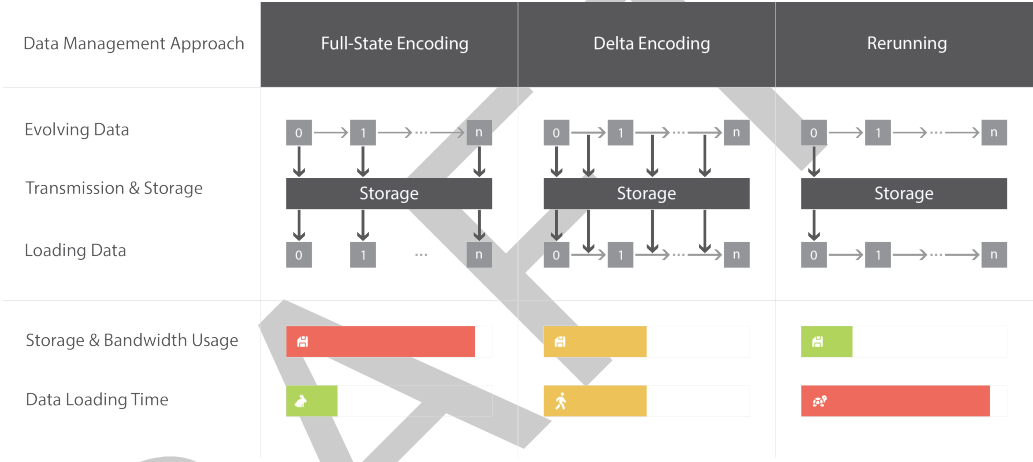 Data Management Approach Full-State Encoding Delta Encoding Rerunning
Evolving Data 0 1 ... n 0 1 ... n 0 1 ... n
Transmission & Storage Storage Storage Storage
Loading Data 0 1 ... n 0 1 ... n 0 1 ... n
Storage & Bandwidth Usage
Data Loading Time